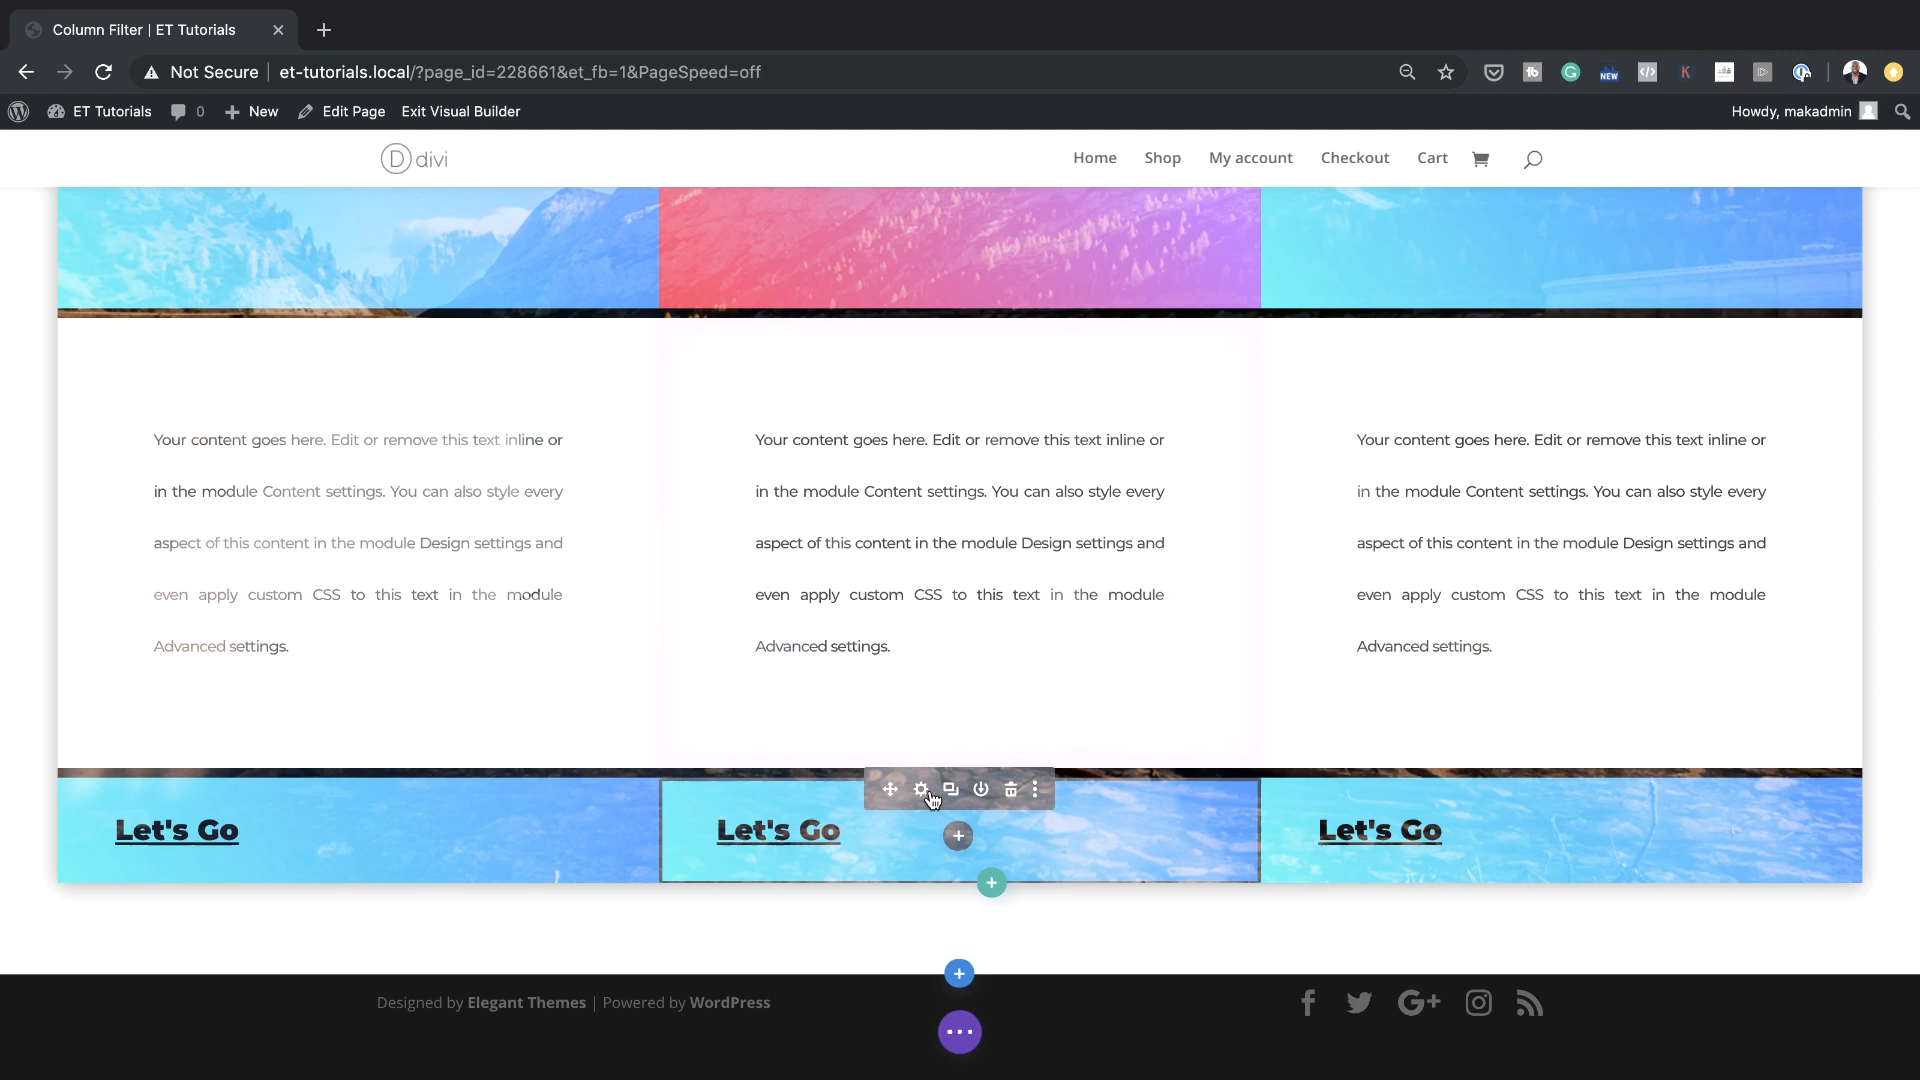 Column Filter | ET Tutorials
Not Secure | et-tutorials.local/?page_id=228661&et_fb=1&PageSpeed=off
NEW
ET Tutorials 0 New Edit Page Exit Visual Builder Howdy, makadmin
D divi Home Shop My account Checkout Cart
Your content goes here. Edit or remove this text inline or
in the module Content settings. You can also style every
aspect of this content in the module Design settings and
even apply custom CSS to this text in the module
Advanced settings.
Your content goes here. Edit or remove this text inline or
in the module Content settings. You can also style every
aspect of this content in the module Design settings and
even apply custom CSS to this text in the module
Advanced settings.
Your content goes here. Edit or remove this text inline or
in the module Content settings. You can also style every
aspect of this content in the module Design settings and
even apply custom CSS to this text in the module
Advanced settings.
Let's Go
Let's Go
Let's Go
Designed by Elegant Themes | Powered by WordPress